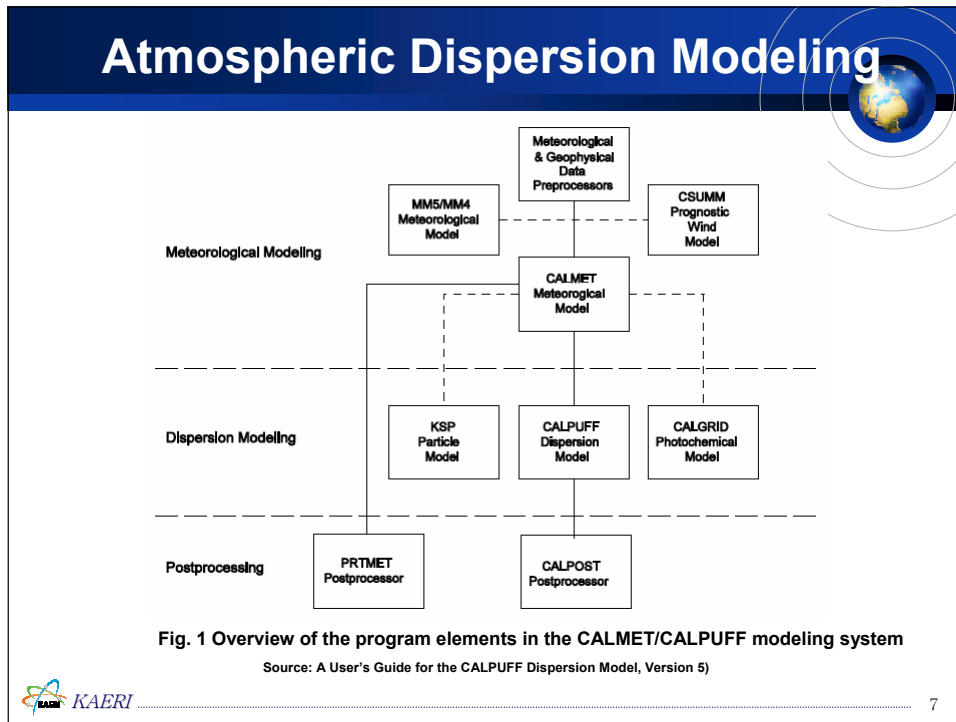 Atmospheric Dispersion Modeling
Meteorological
& Geophysical
Data
Preprocessors
MM5/MM4
Meteorological
Model
CSUMM
Prognostic
Wind
Model
Meteorological Modeling
CALMET
Meteorogical
Model
Dispersion Modeling
KSP
Particle
Model
CALPUFF
Dispersion
Model
CALGRID
Photochemical
Model
Postprocessing
PRTMET
Postprocessor
CALPOST
Postprocessor
Fig. 1 Overview of the program elements in the CALMET/CALPUFF modeling system
Source: A User's Guide for the CALPUFF Dispersion Model, Version 5)
KAERI
KAERI
7